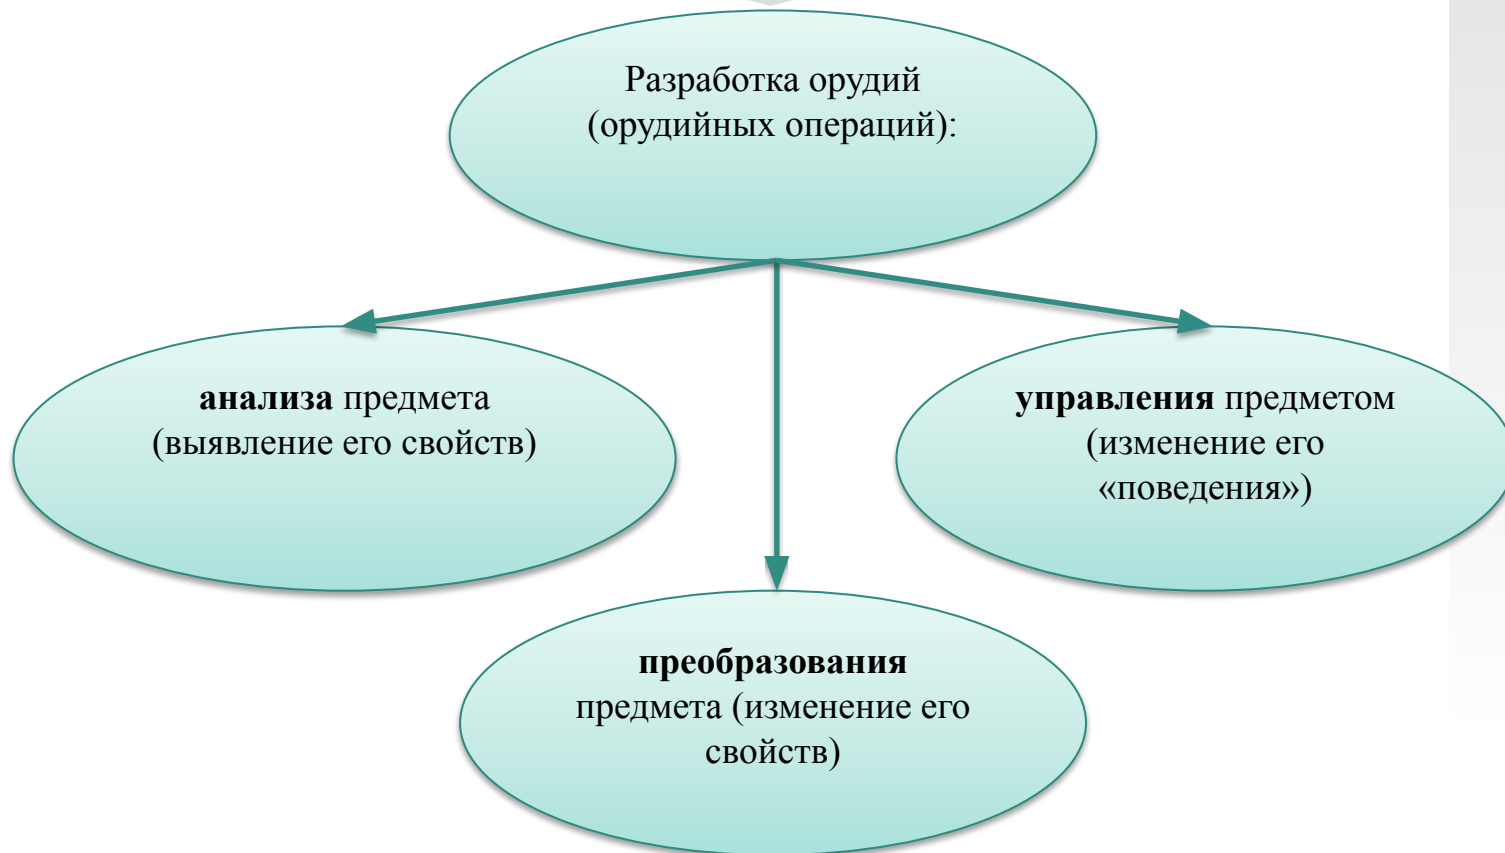 Разработка орудий
(орудийных операций):
анализа предмета
(выявление его свойств)
управления предметом
(изменение его
«поведения»)
преобразования
предмета (изменение его
свойств)